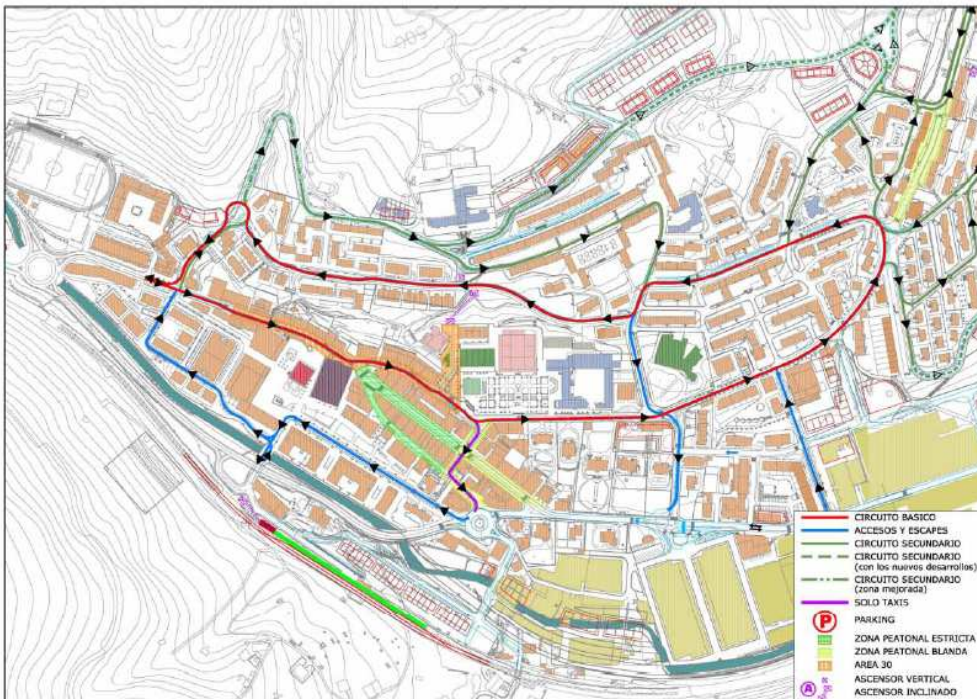 CIRCUITO BASICO
ACCESOS Y ESCAPES
CIRCUITO SECUNDARIO
CIRCUITO SECUNDARIO
(con los nuevos desarrollos)
CIRCUITO SECUNDARIO
(zona mejorada)
SOLO TAXIS
P PARKING
ZONA PEATONAL ESTRICTA
ZONA PEATONAL BLANDA
AREA 30
ASCENSOR VERTICAL
A ASCENSOR INCLINADO